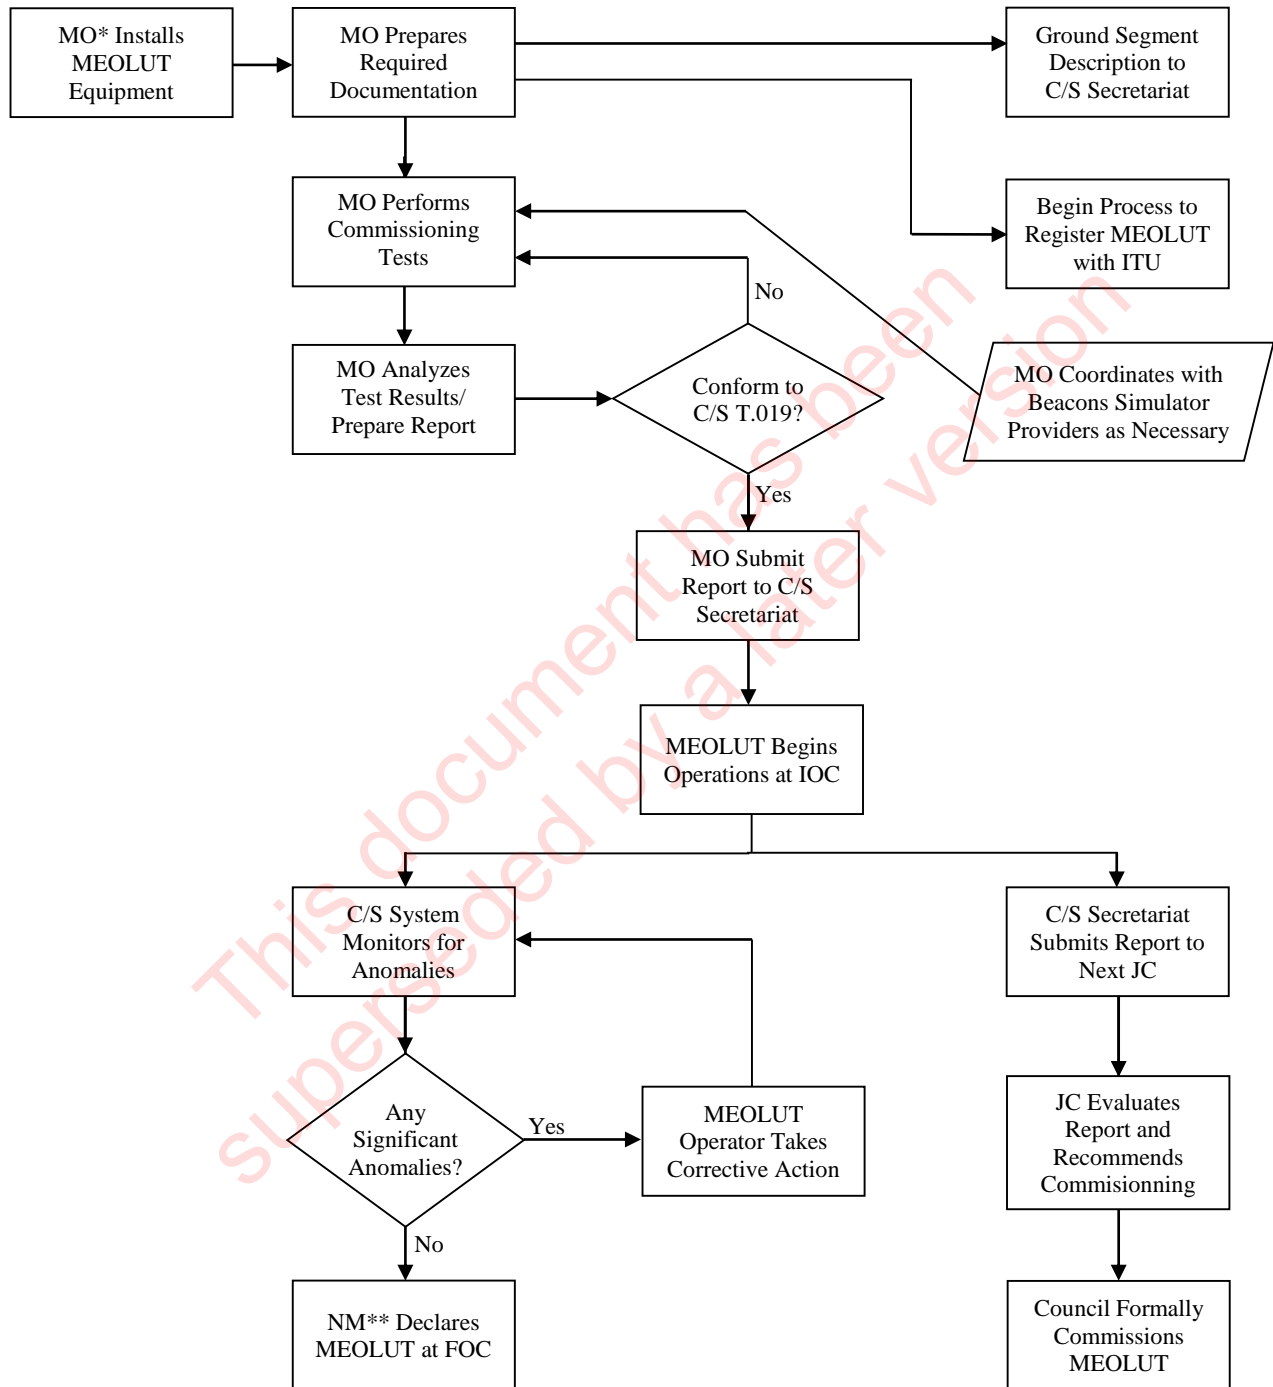 MO* Installs
MEOLUT
Equipment
MO Prepares
Required
Documentation
Ground Segment
Description to
C/S Secretariat
MO Performs
Commissioning
Tests
Begin Process to
Register MEOLUT
with ITU
No
MO Analyzes
Test Results/
Prepare Report
Conform to
C/S T.019?
MO Coordinates with
Beacons Simulator
Providers as Necessary
Yes
MO Submit
Report to C/S
Secretariat
MEOLUT Begins
Operations at IOC
C/S System
Monitors for
Anomalies
C/S Secretariat
Submits Report to
Next JC
Any
Significant
Anomalies?
Yes
MEOLUT
Operator Takes
Corrective Action
JC Evaluates
Report and
Recommends
Commisionning
No
NM** Declares
MEOLUT at FOC
Council Formally
Commissions
MEOLUT
This document has been
superseded by a later version